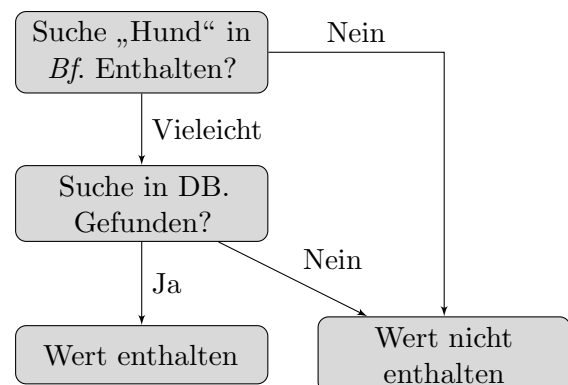 Suche „Hund“ in
Bf. Enthalten?
Nein
Vieleicht
Suche in DB.
Gefunden?
Nein
Ja
Wert enthalten
Wert nicht
enthalten